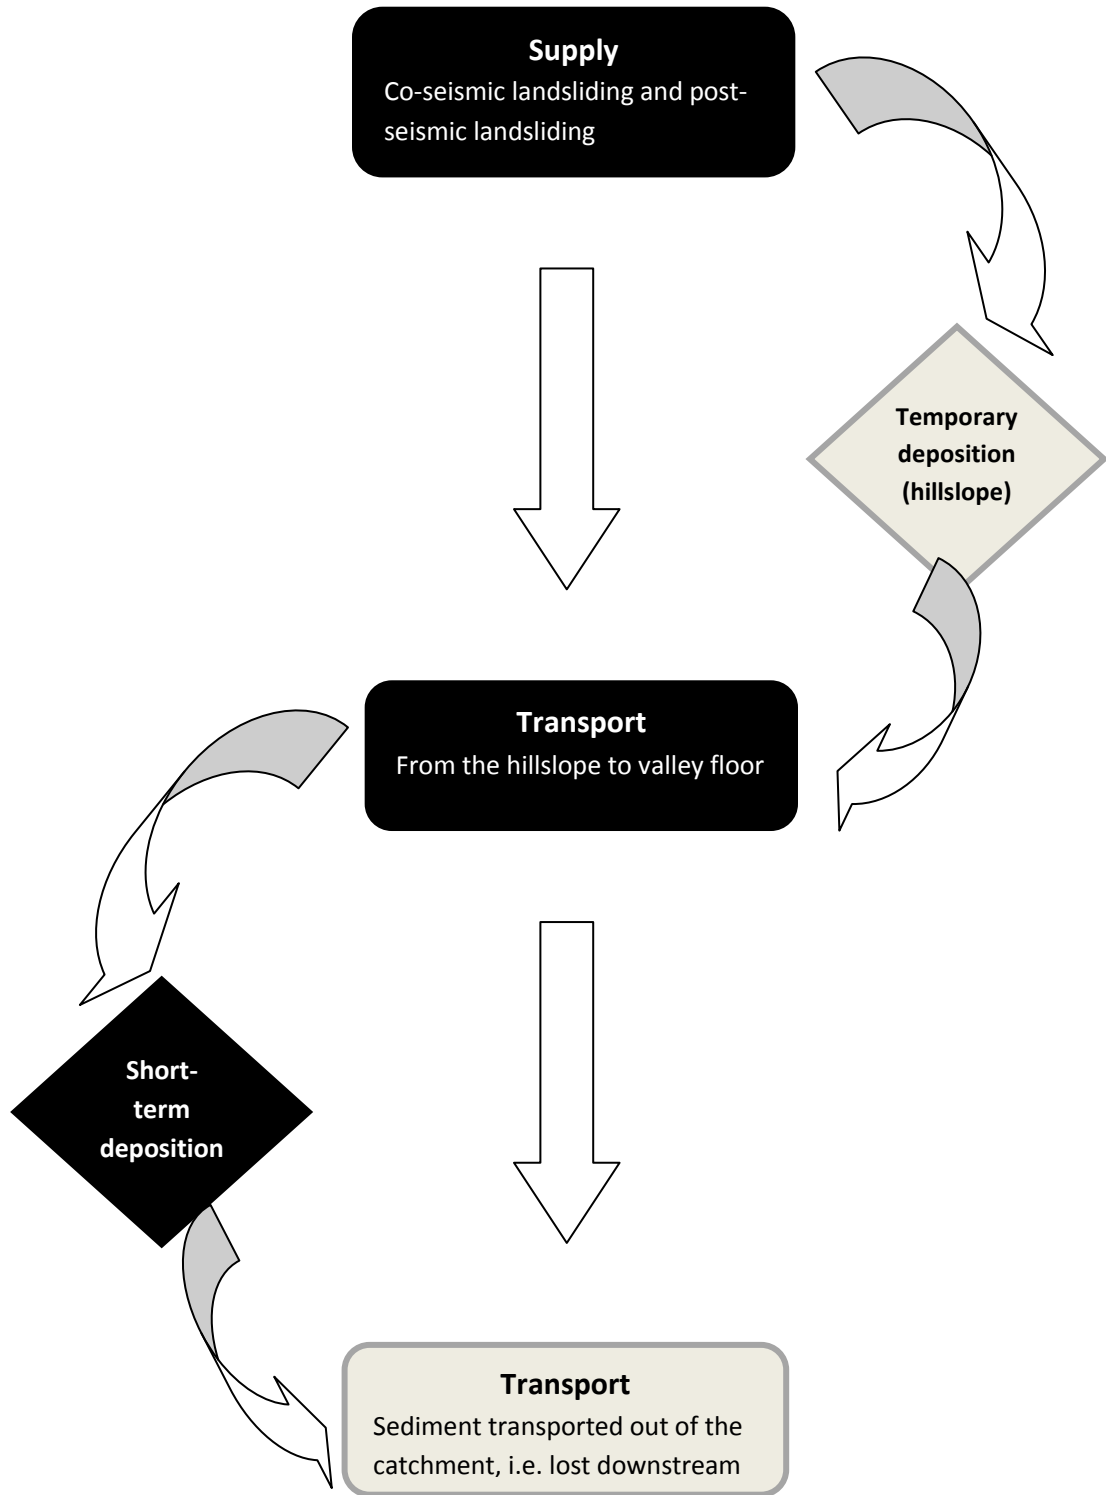 Supply
Co-seismic landsliding and post-
seismic landsliding
Temporary
deposition
(hillslope)
Transport
From the hillslope to valley floor
Short-
term
deposition
Transport
Sediment transported out of the
catchment, i.e. lost downstream